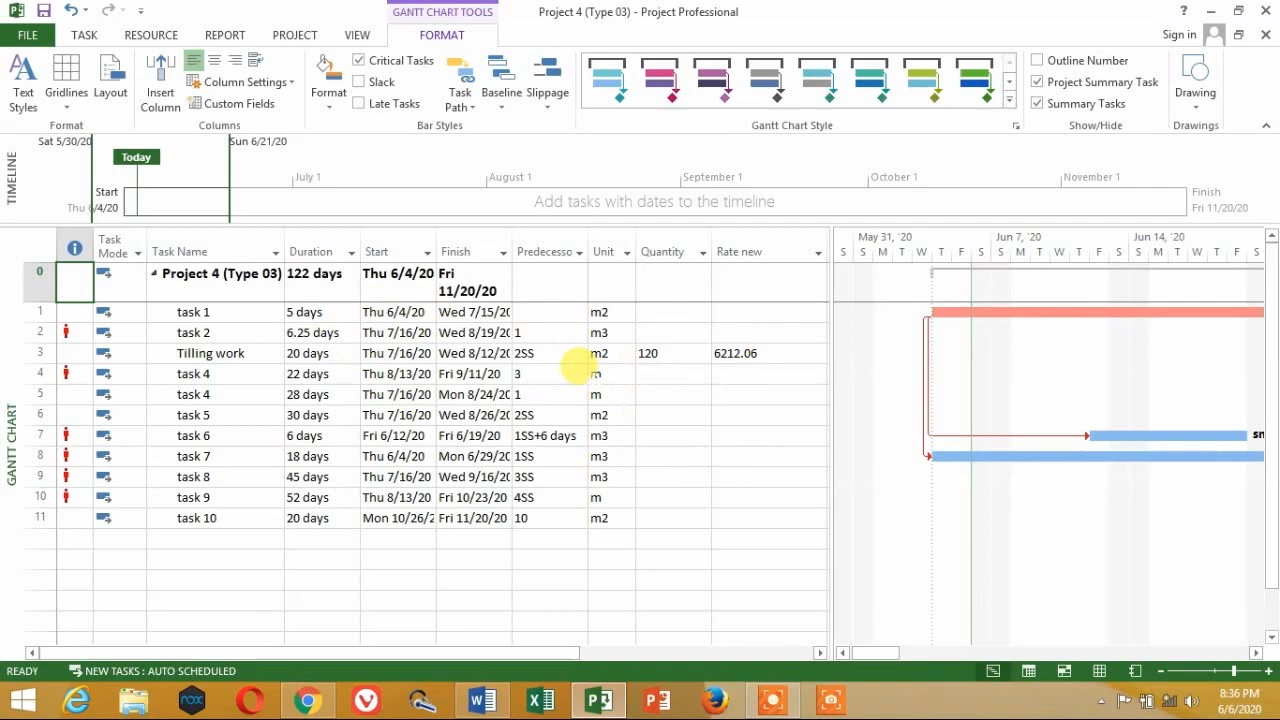 GANTT CHART TOOLS
Project 4 (Type 03) - Project Professional
FILE TASK RESOURCE REPORT PROJECT VIEW FORMAT Sign in
Text Styles
Gridlines
Layout
Format
Insert Column
Column Settings
Custom Fields
Columns
Format
Critical Tasks
Slack
Late Tasks
Task Path
Baseline
Slippage
Bar Styles
Gantt Chart Style
Outline Number
Project Summary Task
Summary Tasks
Show/Hide
Drawing
Drawings
TIMELINE
Sat 5/30/20 Sun 6/21/20
Today
July 1 August 1 September 1 October 1 November 1
Start
Thu 6/4/20
Add tasks with dates to the timeline
Finish
Fri 11/20/20
GANTT CHART
Task Mode Task Name Duration Start Finish Predecesso Unit Quantity Rate new
May 31, '20 Jun 7, '20 Jun 14, '20
S M T W T F S S M T W T F S S M T W T F S
0 Project 4 (Type 03) 122 days Thu 6/4/20 Fri 11/20/20
1 task 1 5 days Thu 6/4/20 Wed 7/15/20 m2
2 task 2 6.25 days Thu 7/16/20 Wed 8/19/20 1 m3
3 Tilling work 20 days Thu 7/16/20 Wed 8/12/20 2SS m2 120 6212.06
4 task 4 22 days Thu 8/13/20 Fri 9/11/20 3 m
5 task 4 28 days Thu 7/16/20 Mon 8/24/20 1 m
6 task 5 30 days Thu 7/16/20 Wed 8/26/20 2SS m2
7 task 6 6 days Fri 6/12/20 Fri 6/19/20 1SS+6 days m3
8 task 7 18 days Thu 6/4/20 Mon 6/29/20 1SS m3
9 task 8 45 days Thu 7/16/20 Wed 9/16/20 3SS m3
10 task 9 52 days Thu 8/13/20 Fri 10/23/20 4SS m
11 task 10 20 days Mon 10/26/2 Fri 11/20/20 10 m2
READY NEW TASKS : AUTO SCHEDULED
8:36 PM
6/6/2020